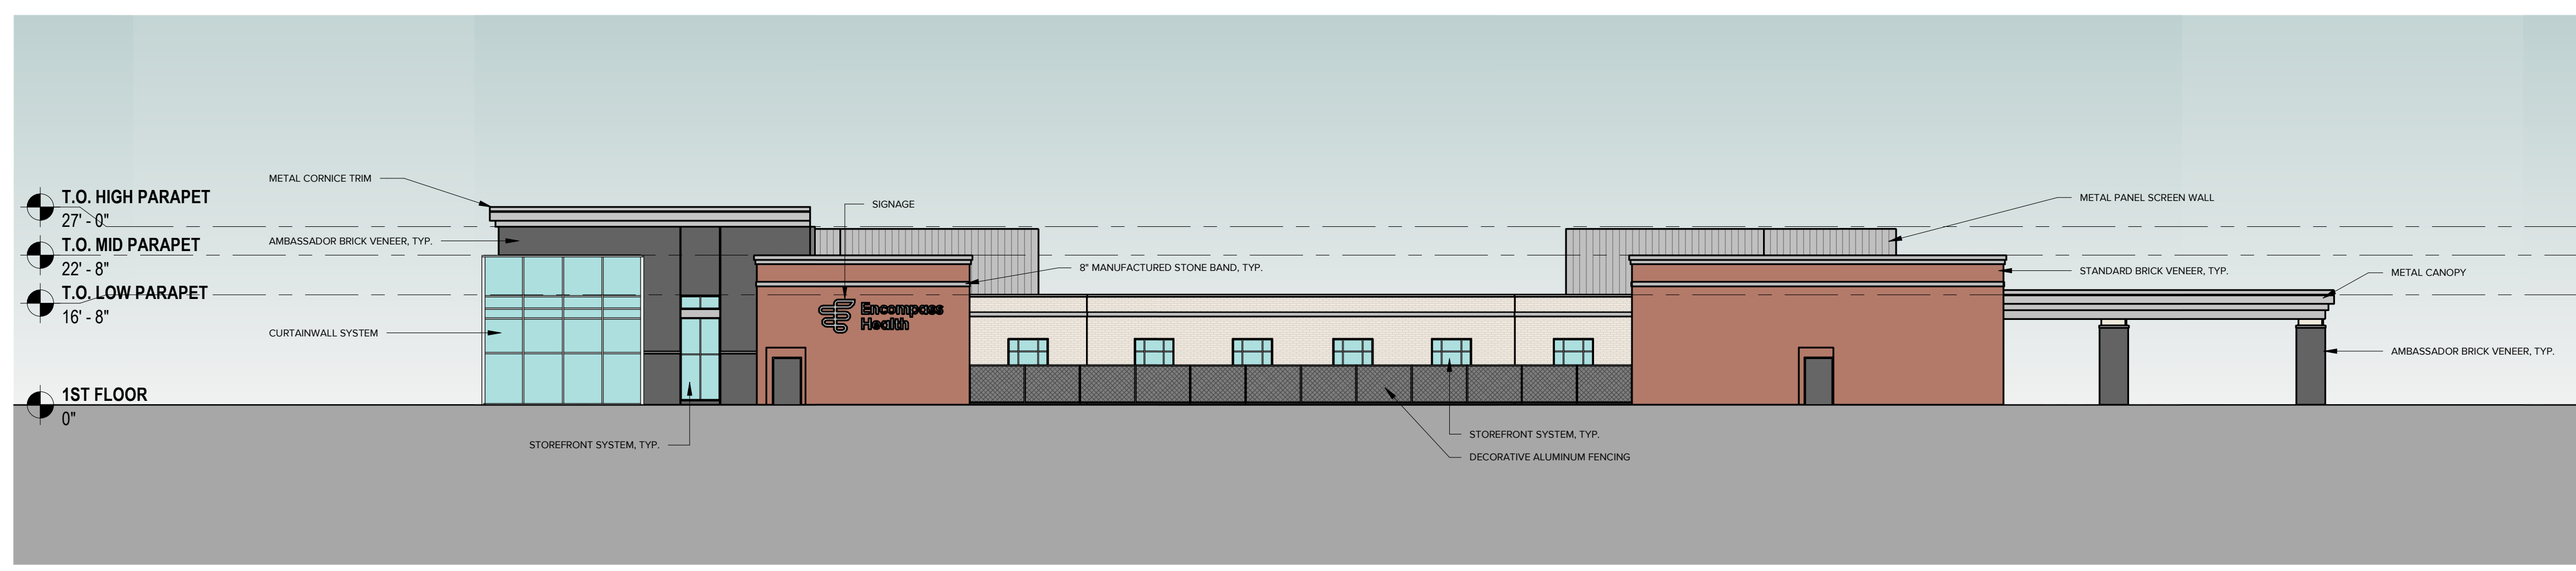 METAL CORNICE TRIM
T.O. HIGH PARAPET
27' - 0"
METAL PANEL SCREEN WALL
SIGNAGE
AMBASSADOR BRICK VENEER, TYP.
T.O. MID PARAPET
22' - 8"
8" MANUFACTURED STONE BAND, TYP.
STANDARD BRICK VENEER, TYP.
METAL CANOPY
T.O. LOW PARAPET
16' - 8"
Encompass
Health
CURTAINWALL SYSTEM
AMBASSADOR BRICK VENEER, TYP.
1ST FLOOR
0"
STOREFRONT SYSTEM, TYP.
STOREFRONT SYSTEM, TYP.
DECORATIVE ALUMINUM FENCING